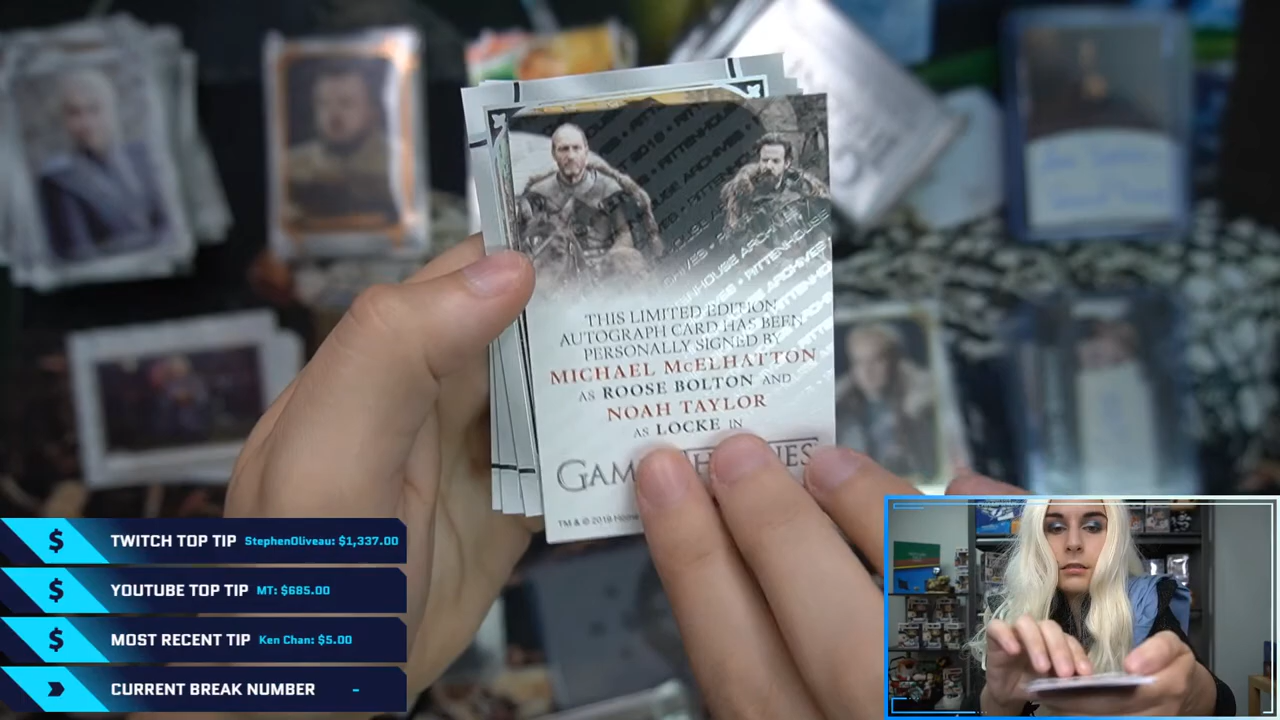 THIS LIMITED EDITION
AUTOGRAPH CARD HAS BEEN
PERSONALLY SIGNED BY
MICHAEL McELHATTON
AS ROOSE BOLTON AND
NOAH TAYLOR
AS LOCKE IN
TM & © 2019
TWITCH TOP TIP StephenOliveau: $1,337.00
YOUTUBE TOP TIP MT: $685.00
MOST RECENT TIP Ken Chan: $5.00
CURRENT BREAK NUMBER -